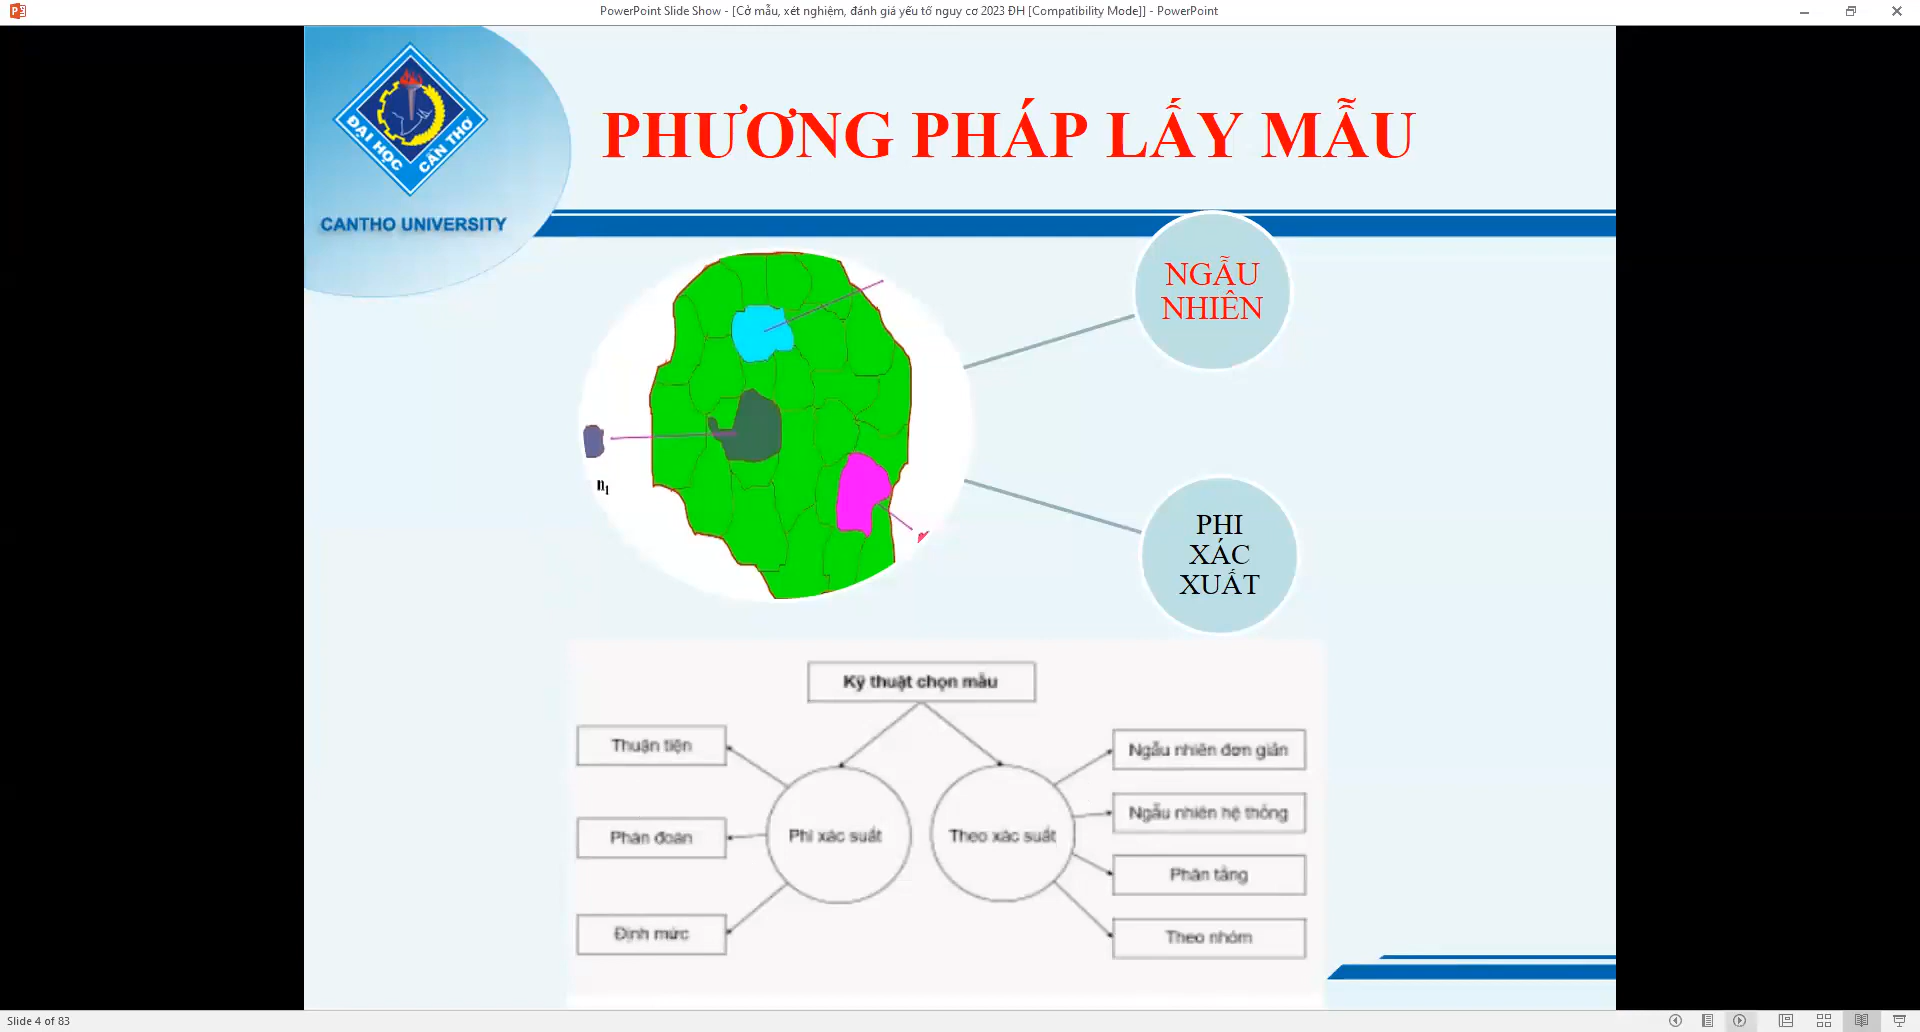 PowerPoint Slide Show - [Cở mẫu, xét nghiệm, đánh giá yếu tố nguy cơ 2023 ĐH [Compatibility Mode]] - PowerPoint
ĐẠI HỌC CẦN THƠ
CANTHO UNIVERSITY
PHƯƠNG PHÁP LẤY MẪU
NGẪU
NHIÊN
n1
PHI
XÁC
XUẤT
Kỹ thuật chọn mẫu
Thuận tiện
Phán đoán
Định mức
Phi xác suất
Theo xác suất
Ngẫu nhiên đơn giản
Ngẫu nhiên hệ thống
Phân tầng
Theo nhóm
Slide 4 of 83